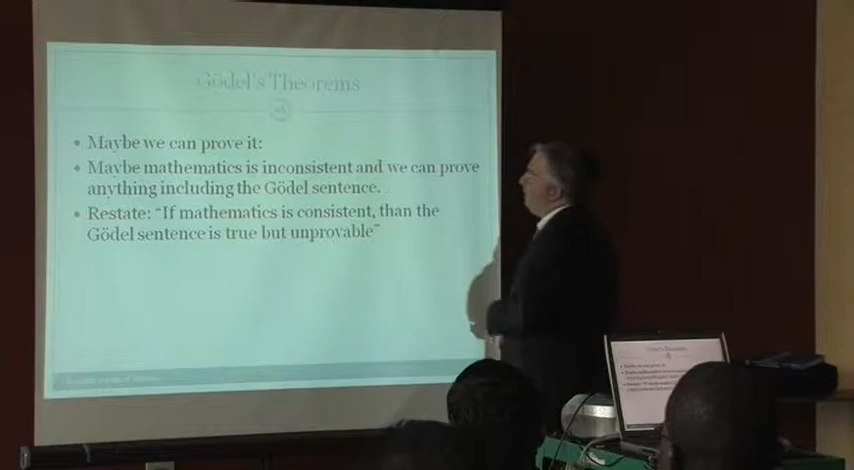 Gödel's Theorems
• Maybe we can prove it:
• Maybe mathematics is inconsistent and we can prove
anything including the Gödel sentence.
• Restate: "If mathematics is consistent, than the
Gödel sentence is true but unprovable"